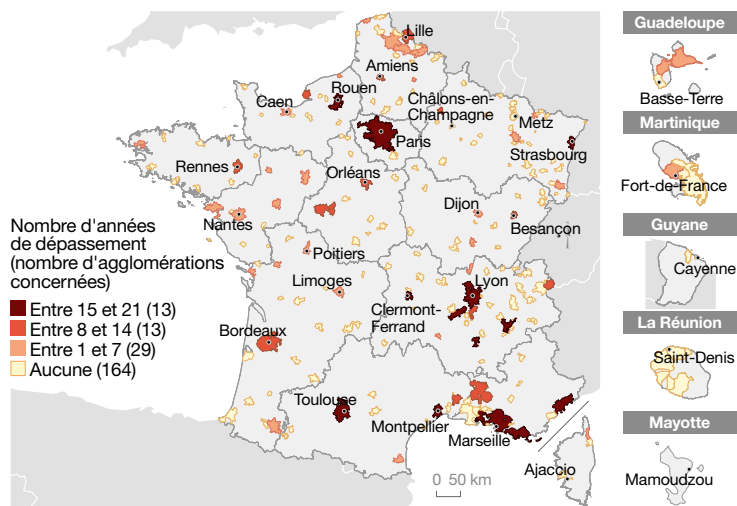 Lille
Amiens
Rouen
Caen
Châlons-en-
Champagne
Metz
Paris
Strasbourg
Rennes
Orléans
Nantes
Dijon
Besançon
Poitiers
Limoges
Clermont-
Ferrand
Lyon
Bordeaux
Toulouse
Montpellier
Marseille
Ajaccio
0 50 km
Nombre d'années
de dépassement
(nombre d'agglomérations
concernées)
Entre 15 et 21 (13)
Entre 8 et 14 (13)
Entre 1 et 7 (29)
Aucune (164)
Guadeloupe
Basse-Terre
Martinique
Fort-de-France
Guyane
Cayenne
La Réunion
Saint-Denis
Mayotte
Mamoudzou